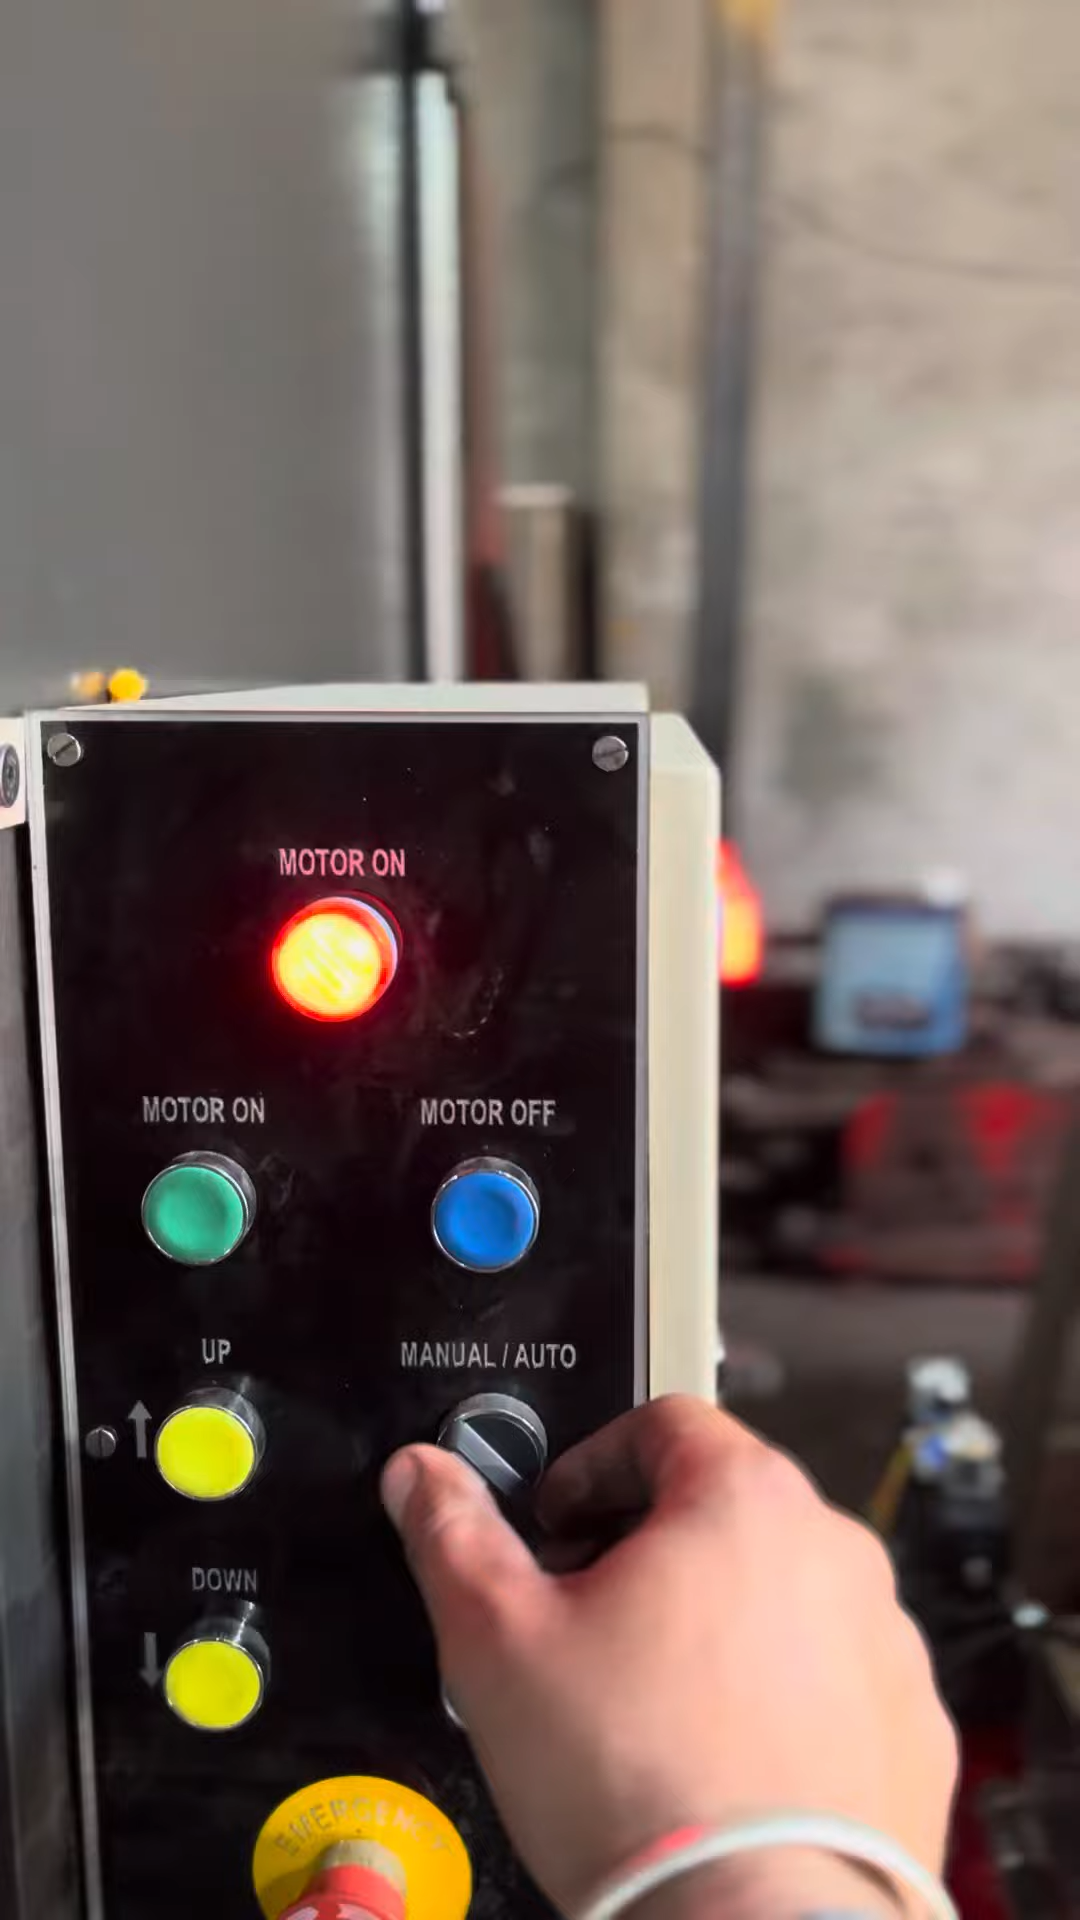 MOTOR ON
MOTOR ON
MOTOR OFF
UP
MANUAL / AUTO
DOWN
EMERGENCY